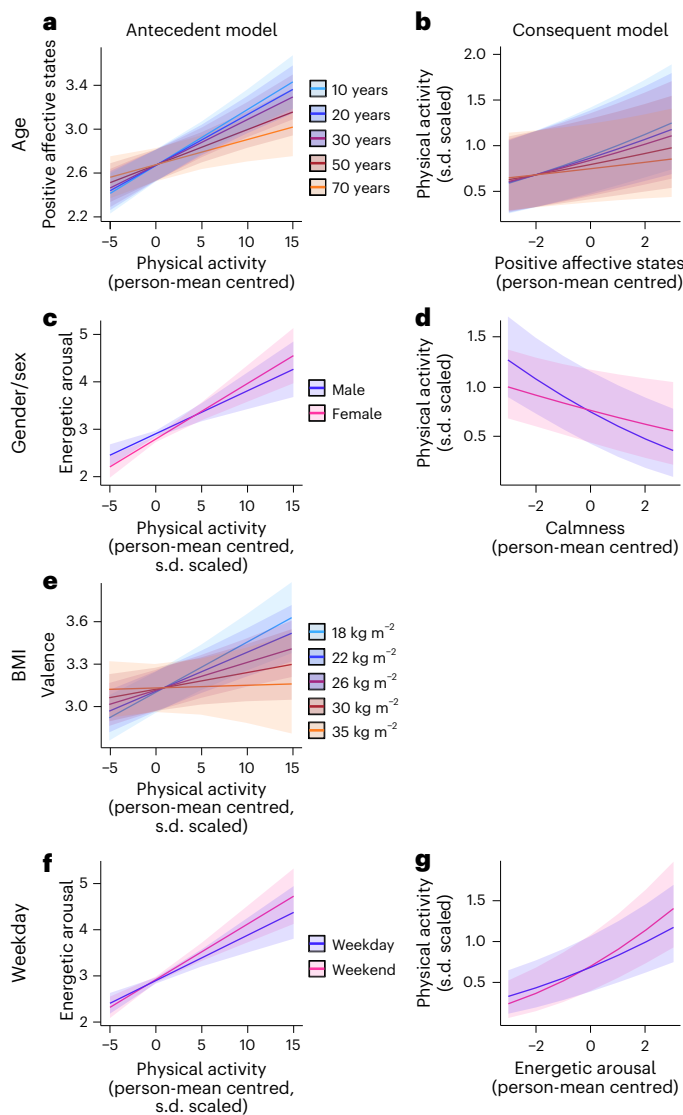 a
Antecedent model
Age
Positive affective states
3.4
3.0
2.6
2.2
−5 0 5 10 15
Physical activity
(person-mean centred)
10 years
20 years
30 years
50 years
70 years
b
Consequent model
Physical activity
(s.d. scaled)
2.0
1.5
1.0
0.5
−2 0 2
Positive affective states
(person-mean centred)
c
Gender/sex
Energetic arousal
5
4
3
2
−5 0 5 10 15
Physical activity
(person-mean centred,
s.d. scaled)
Male
Female
d
Physical activity
(s.d. scaled)
1.5
1.0
0.5
−2 0 2
Calmness
(person-mean centred)
e
BMI
Valence
3.6
3.3
3.0
−5 0 5 10 15
Physical activity
(person-mean centred,
s.d. scaled)
18 kg m⁻²
22 kg m⁻²
26 kg m⁻²
30 kg m⁻²
35 kg m⁻²
f
Weekday
Energetic arousal
5
4
3
2
−5 0 5 10 15
Physical activity
(person-mean centred,
s.d. scaled)
Weekday
Weekend
g
Physical activity
(s.d. scaled)
1.5
1.0
0.5
−2 0 2
Energetic arousal
(person-mean centred)